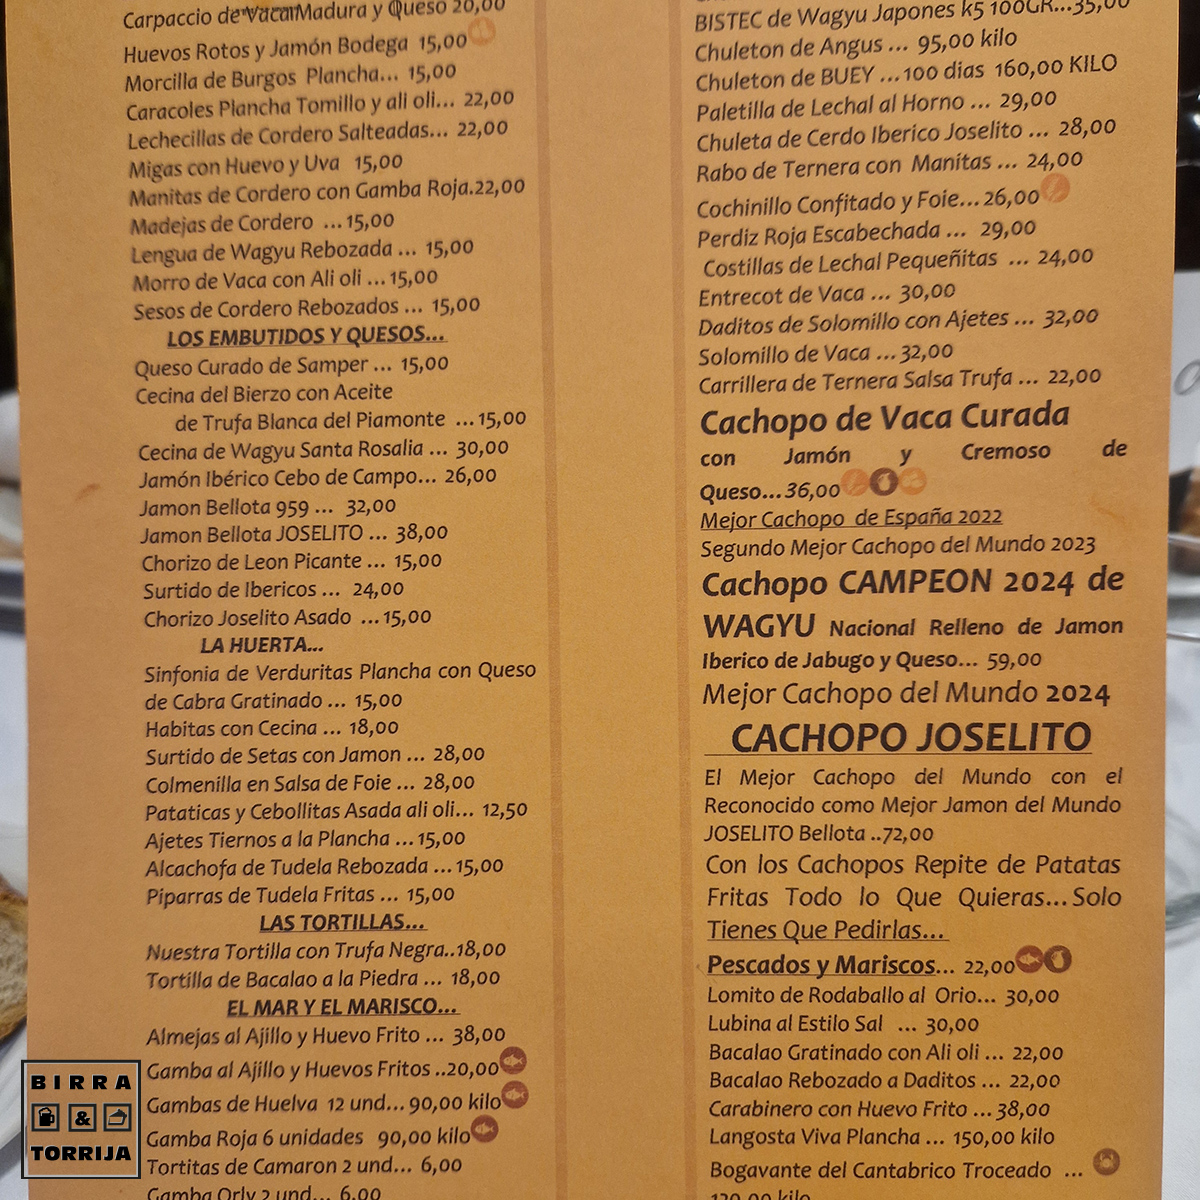 Carpaccio de Vaca Madura y Queso 20,00
Huevos Rotos y Jamón Bodega 15,00
Morcilla de Burgos Plancha... 15,00
Caracoles Plancha Tomillo y ali oli... 22,00
Lechecillas de Cordero Salteadas... 22,00
Migas con Huevo y Uva 15,00
Manitas de Cordero con Gamba Roja.22,00
Madejas de Cordero ...15,00
Lengua de Wagyu Rebozada ... 15,00
Morro de Vaca con Ali oli ...15,00
Sesos de Cordero Rebozados ... 15,00
LOS EMBUTIDOS Y QUESOS...
Queso Curado de Samper ... 15,00
Cecina del Bierzo con Aceite
de Trufa Blanca del Piamonte ...15,00
Cecina de Wagyu Santa Rosalia ... 30,00
Jamón Ibérico Cebo de Campo... 26,00
Jamon Bellota 959 ... 32,00
Jamon Bellota JOSELITO ... 38,00
Chorizo de Leon Picante ... 15,00
Surtido de Ibericos ... 24,00
Chorizo Joselito Asado ...15,00
LA HUERTA...
Sinfonia de Verduritas Plancha con Queso
de Cabra Gratinado ... 15,00
Habitas con Cecina ... 18,00
Surtido de Setas con Jamon ... 28,00
Colmenilla en Salsa de Foie ... 28,00
Pataticas y Cebollitas Asada ali oli... 12,50
Ajetes Tiernos a la Plancha ...15,00
Alcachofa de Tudela Rebozada ...15,00
Piparras de Tudela Fritas ... 15,00
LAS TORTILLAS...
Nuestra Tortilla con Trufa Negra..18,00
Tortilla de Bacalao a la Piedra ... 18,00
EL MAR Y EL MARISCO...
Almejas al Ajillo y Huevo Frito ... 38,00
Gamba al Ajillo y Huevos Fritos ..20,00
Gambas de Huelva 12 und... 90,00 kilo
Gamba Roja 6 unidades 90,00 kilo
Tortitas de Camaron 2 und... 6,00
Gamba Orly 2 und... 6,00
BISTEC de Wagyu Japones k5 100GR...35,00
Chuleton de Angus ... 95,00 kilo
Chuleton de BUEY ...100 dias 160,00 KILO
Paletilla de Lechal al Horno ... 29,00
Chuleta de Cerdo Iberico Joselito ... 28,00
Rabo de Ternera con Manitas ... 24,00
Cochinillo Confitado y Foie...26,00
Perdiz Roja Escabechada ... 29,00
Costillas de Lechal Pequeñitas ... 24,00
Entrecot de Vaca ... 30,00
Daditos de Solomillo con Ajetes ... 32,00
Solomillo de Vaca ...32,00
Carrillera de Ternera Salsa Trufa ... 22,00
Cachopo de Vaca Curada
con Jamón y Cremoso de
Queso...36,00
Mejor Cachopo de España 2022
Segundo Mejor Cachopo del Mundo 2023
Cachopo CAMPEON 2024 de
WAGYU Nacional Relleno de Jamon
Iberico de Jabugo y Queso... 59,00
Mejor Cachopo del Mundo 2024
CACHOPO JOSELITO
El Mejor Cachopo del Mundo con el
Reconocido como Mejor Jamon del Mundo
JOSELITO Bellota ..72,00
Con los Cachopos Repite de Patatas
Fritas Todo lo Que Quieras...Solo
Tienes Que Pedirlas...
Pescados y Mariscos... 22,00
Lomito de Rodaballo al Orio... 30,00
Lubina al Estilo Sal ... 30,00
Bacalao Gratinado con Ali oli ... 22,00
Bacalao Rebozado a Daditos ... 22,00
Carabinero con Huevo Frito ...38,00
Langosta Viva Plancha ... 150,00 kilo
Bogavante del Cantabrico Troceado ...
120,00 kilo
BIRRA
&
TORRIJA